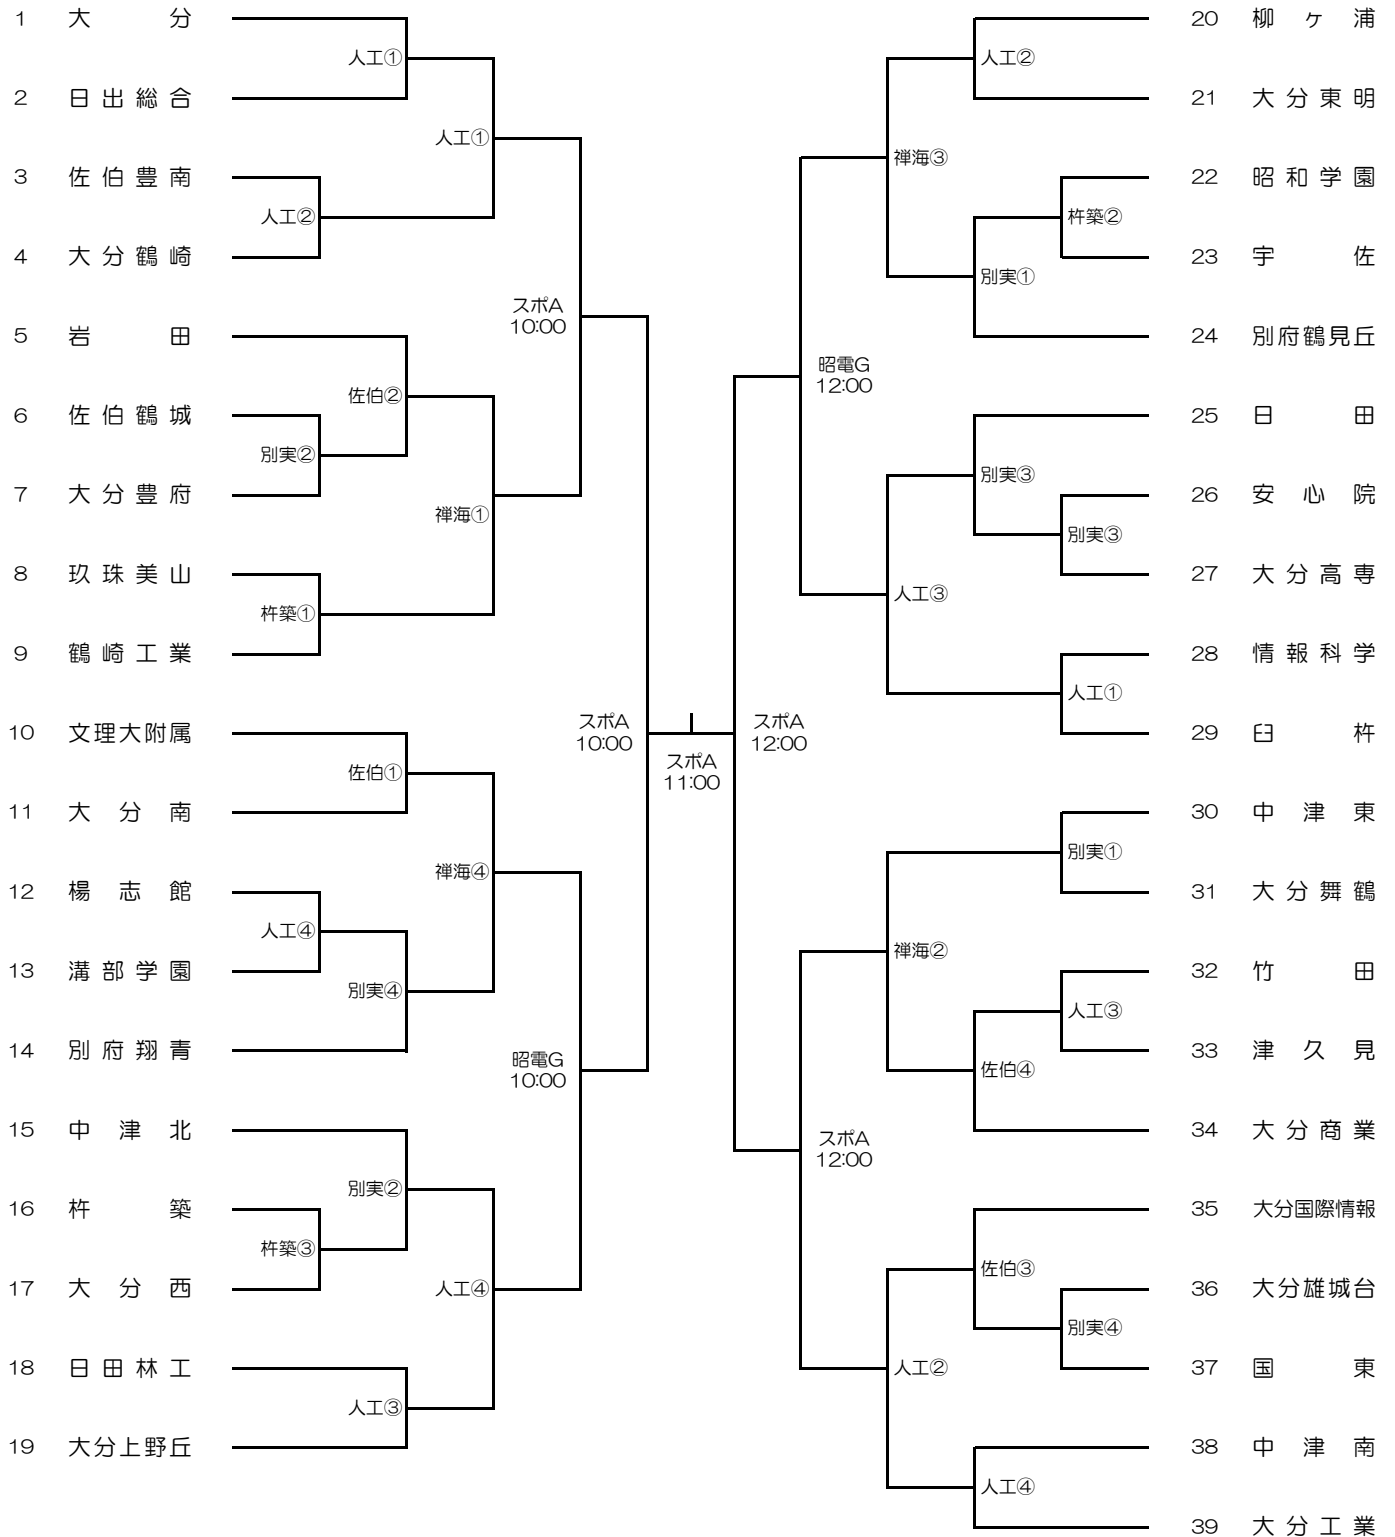 1 大分
人工①
2 日出総合
人工①
3 佐伯豊南
人工②
4 大分鶴崎
スポA
10:00
5 岩田
佐伯②
6 佐伯鶴城
別実②
7 大分豊府
禅海①
8 玖珠美山
杵築①
9 鶴崎工業
10 文理大附属
スポA
10:00
佐伯①
11 大分南
禅海④
12 楊志館
人工④
13 溝部学園
別実④
14 別府翔青
昭電G
10:00
15 中津北
別実②
16 杵築
杵築③
17 大分西
人工④
18 日田林工
人工③
19 大分上野丘
スポA
11:00
20 柳ヶ浦
人工②
21 大分東明
禅海③
22 昭和学園
杵築②
23 宇佐
別実①
24 別府鶴見丘
昭電G
12:00
25 日田
別実③
26 安心院
別実③
27 大分高専
人工③
28 情報科学
人工①
29 臼杵
スポA
12:00
30 中津東
別実①
31 大分舞鶴
禅海②
32 竹田
人工③
33 津久見
佐伯④
34 大分商業
スポA
12:00
35 大分国際情報
佐伯③
36 大分雄城台
別実④
37 国東
人工②
38 中津南
人工④
39 大分工業